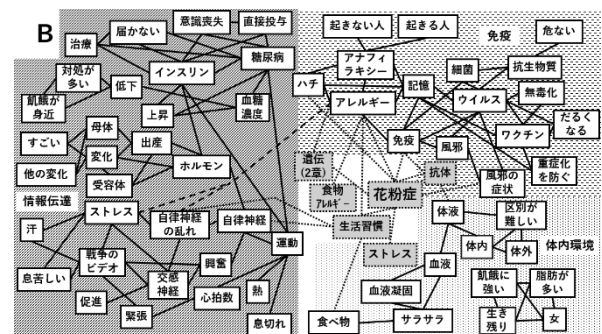 B
届かない
意識喪失
直接投与
治療
糖尿病
インスリン
対処が
多い
低下
飢餓が
身近
上昇
血糖
濃度
母体
すごい
出産
変化
ホルモン
他の変化
受容体
情報伝達
ストレス
汗
自律神経
の乱れ
自律神経
戦争の
ビデオ
運動
息苦しい
交感
神経
興奮
促進
心拍数
熱
緊張
息切れ
起きない人
起きる人
免疫
危ない
アナフィ
ラキシー
細菌
抗生物質
ハチ
記憶
アレルギー
ウイルス
無毒化
免疫
ワクチン
だるく
なる
風邪
遺伝
(2章)
抗体
重症化
を防ぐ
風邪の
症状
食物
アレルギー
花粉症
生活習慣
ストレス
体液
区別が
難しい
体内
体外
体内環境
血液
飢餓に
強い
脂肪が
多い
血液凝固
生き
残り
女
食べ物
サラサラ